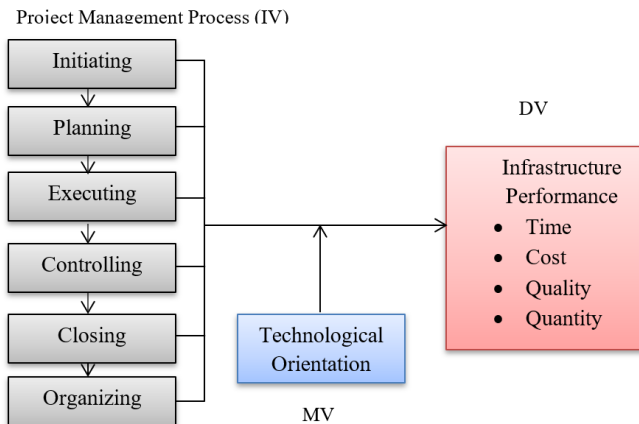 Project Management Process (IV)
Initiating
Planning
Executing
Controlling
Closing
Organizing
Technological
Orientation
MV
DV
Infrastructure
Performance
• Time
• Cost
• Quality
• Quantity